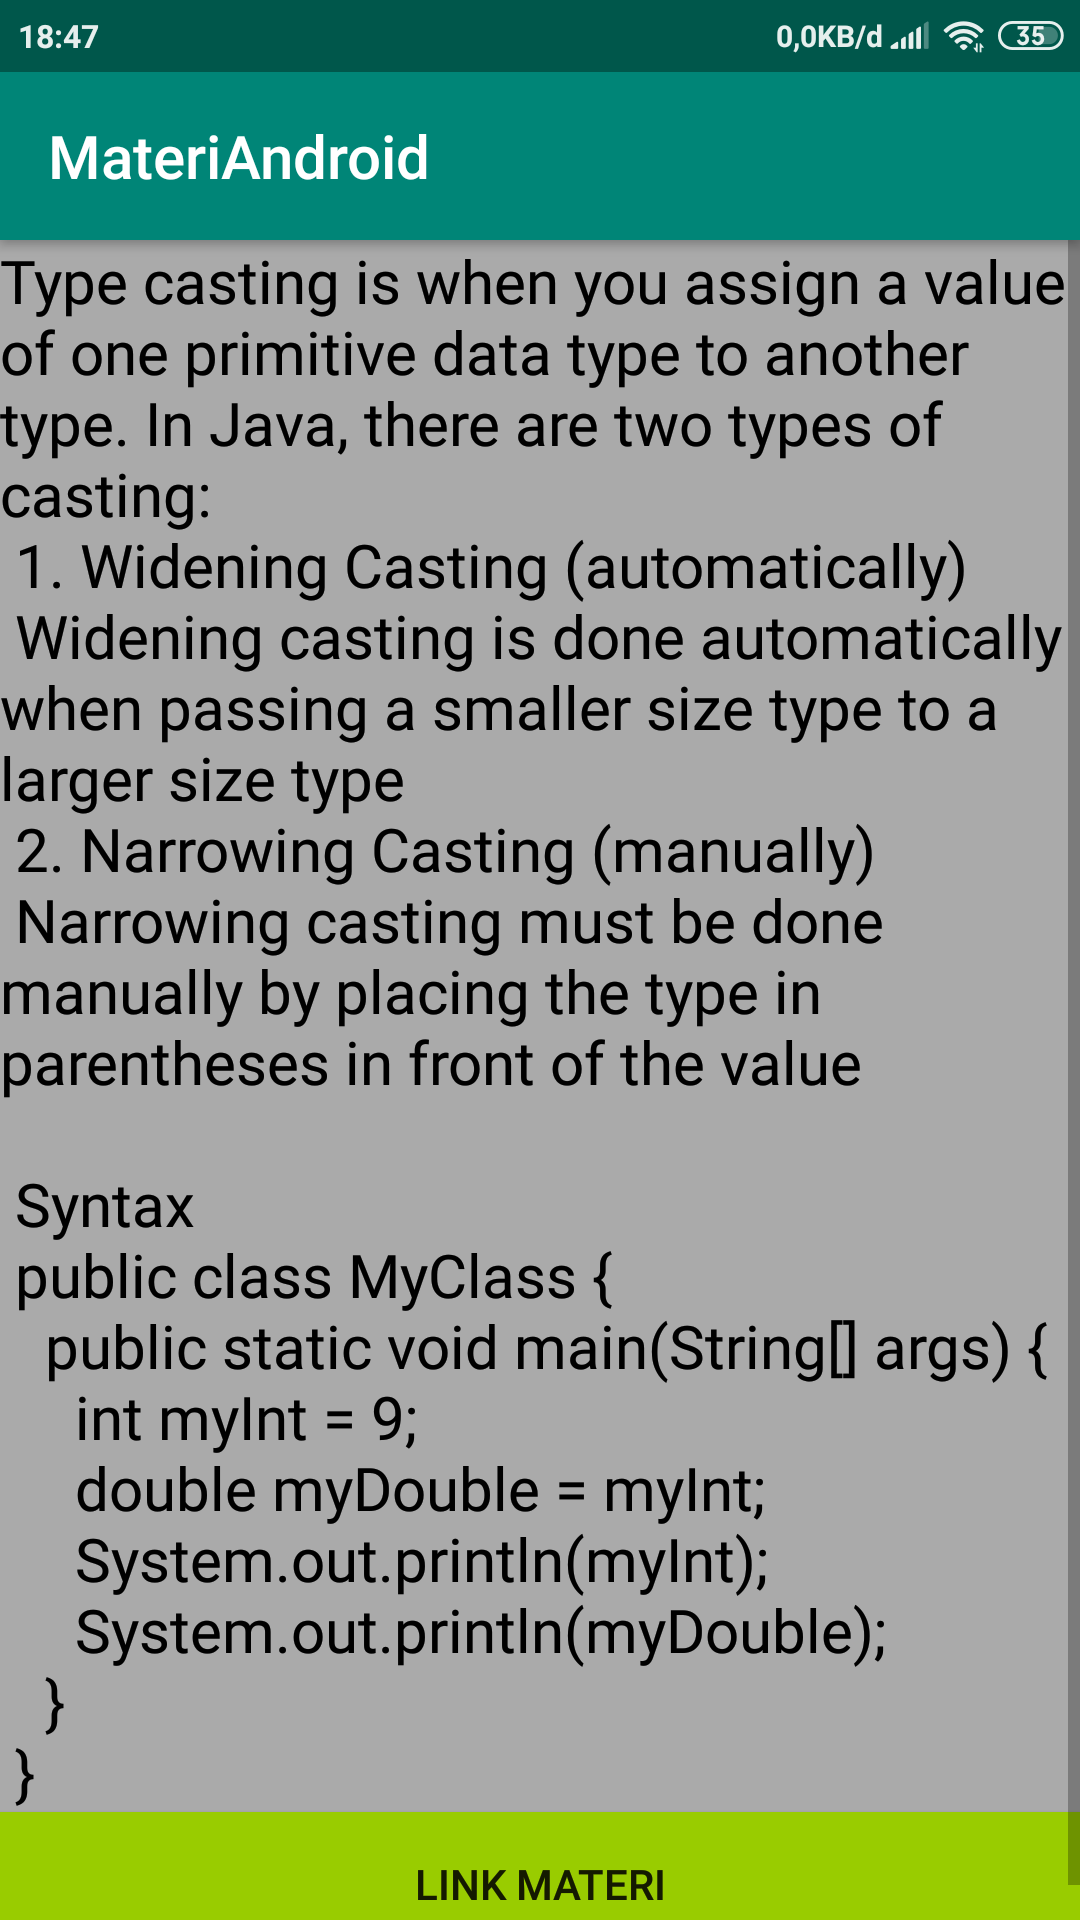 18:47 0,0KB/d 35
MateriAndroid
Type casting is when you assign a value
of one primitive data type to another
type. In Java, there are two types of
casting:
1. Widening Casting (automatically)
Widening casting is done automatically
when passing a smaller size type to a
larger size type
2. Narrowing Casting (manually)
Narrowing casting must be done
manually by placing the type in
parentheses in front of the value
Syntax
public class MyClass {
public static void main(String[] args) {
int myInt = 9;
double myDouble = myInt;
System.out.println(myInt);
System.out.println(myDouble);
}
}
LINK MATERI